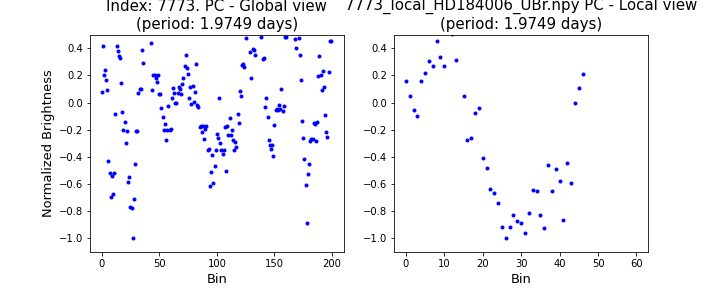 Index: 7773. PC - Global view
(period: 1.9749 days)
7773_local_HD184006_UBr.npy PC - Local view
(period: 1.9749 days)
Normalized Brightness
0.4
0.2
0.0
−0.2
−0.4
−0.6
−0.8
−1.0
0 50 100 150 200
Bin
0.4
0.2
0.0
−0.2
−0.4
−0.6
−0.8
−1.0
0 10 20 30 40 50 60
Bin